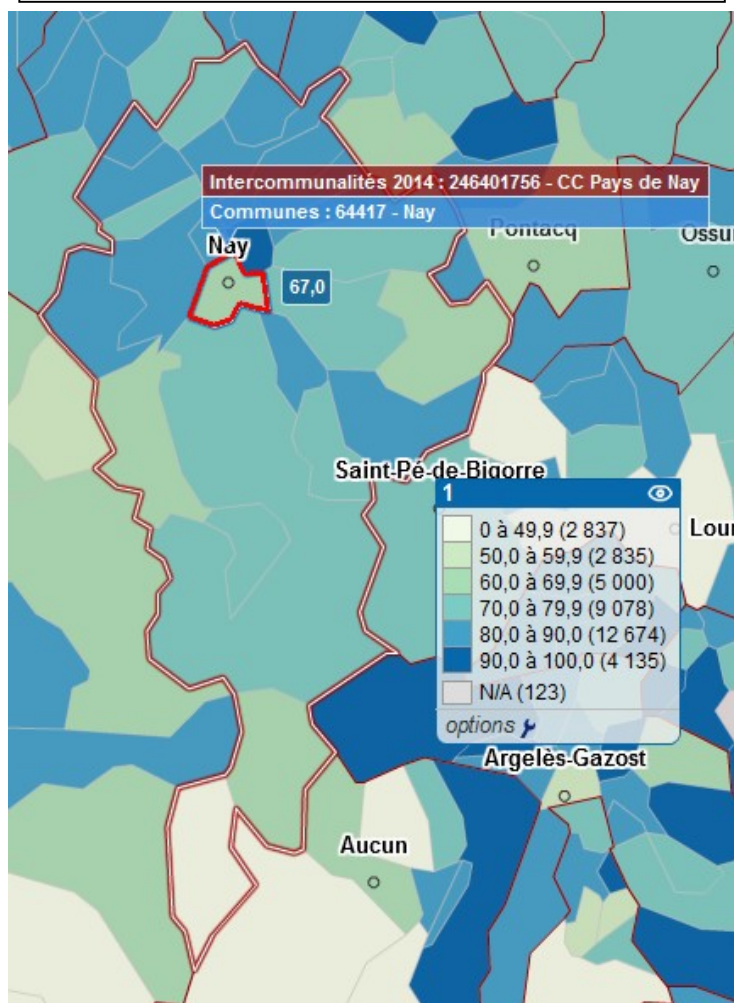 Intercommunalités 2014 : 246401756 - CC Pays de Nay
Communes : 64417 - Nay
Nay
Pontacq
Ossu
67,0
Saint-Pé-de-Bigorre
1
0 à 49,9 (2 837)
50,0 à 59,9 (2 835)
60,0 à 69,9 (5 000)
70,0 à 79,9 (9 078)
80,0 à 90,0 (12 674)
90,0 à 100,0 (4 135)
N/A (123)
options
Lour
Argelès-Gazost
Aucun